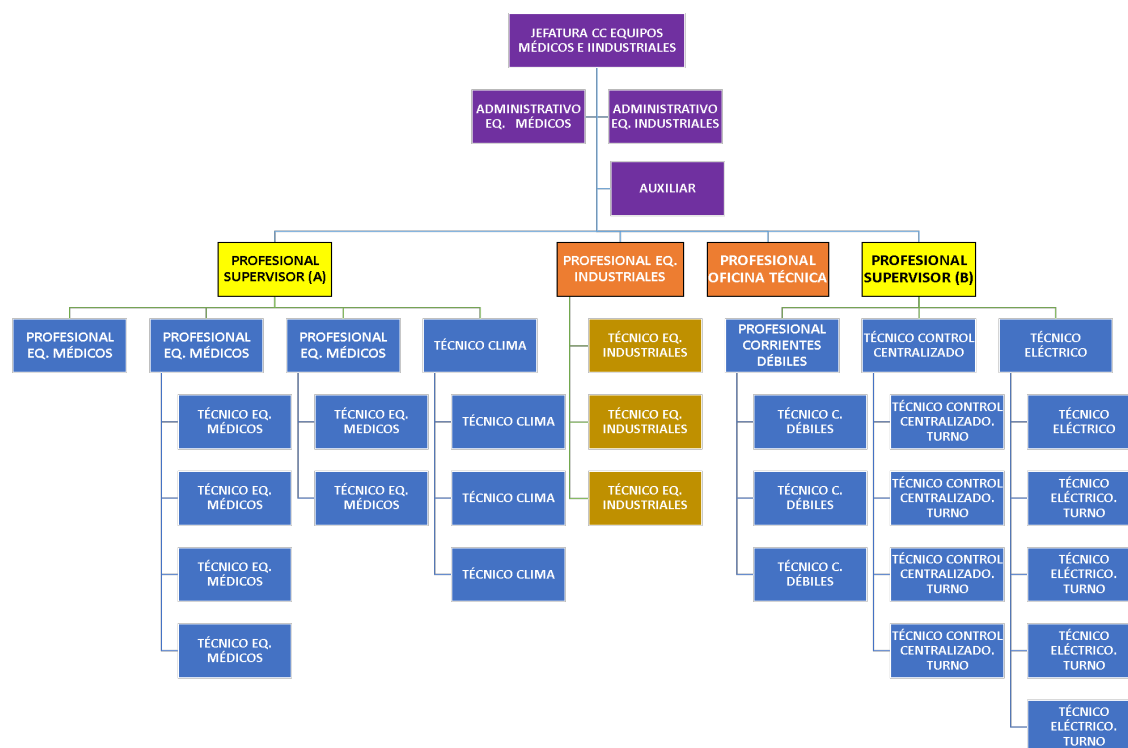 JEFATURA CC EQUIPOS
MÉDICOS E IINDUSTRIALES
ADMINISTRATIVO
EQ. MÉDICOS
ADMINISTRATIVO
EQ. INDUSTRIALES
AUXILIAR
PROFESIONAL
SUPERVISOR (A)
PROFESIONAL EQ.
INDUSTRIALES
PROFESIONAL
OFICINA TÉCNICA
PROFESIONAL
SUPERVISOR (B)
PROFESIONAL
EQ. MÉDICOS
PROFESIONAL
EQ. MÉDICOS
PROFESIONAL
EQ. MÉDICOS
TÉCNICO CLIMA
TÉCNICO EQ.
INDUSTRIALES
PROFESIONAL
CORRIENTES
DÉBILES
TÉCNICO CONTROL
CENTRALIZADO
TÉCNICO
ELÉCTRICO
TÉCNICO EQ.
MÉDICOS
TÉCNICO EQ.
MEDICOS
TÉCNICO CLIMA
TÉCNICO EQ.
INDUSTRIALES
TÉCNICO C.
DÉBILES
TÉCNICO CONTROL
CENTRALIZADO.
TURNO
TÉCNICO
ELÉCTRICO
TÉCNICO EQ.
MÉDICOS
TÉCNICO EQ.
MÉDICOS
TÉCNICO CLIMA
TÉCNICO EQ.
INDUSTRIALES
TÉCNICO C.
DÉBILES
TÉCNICO CONTROL
CENTRALIZADO.
TURNO
TÉCNICO
ELÉCTRICO.
TURNO
TÉCNICO EQ.
MÉDICOS
TÉCNICO CLIMA
TÉCNICO C.
DÉBILES
TÉCNICO CONTROL
CENTRALIZADO.
TURNO
TÉCNICO
ELÉCTRICO.
TURNO
TÉCNICO EQ.
MÉDICOS
TÉCNICO CONTROL
CENTRALIZADO.
TURNO
TÉCNICO
ELÉCTRICO.
TURNO
TÉCNICO
ELÉCTRICO.
TURNO